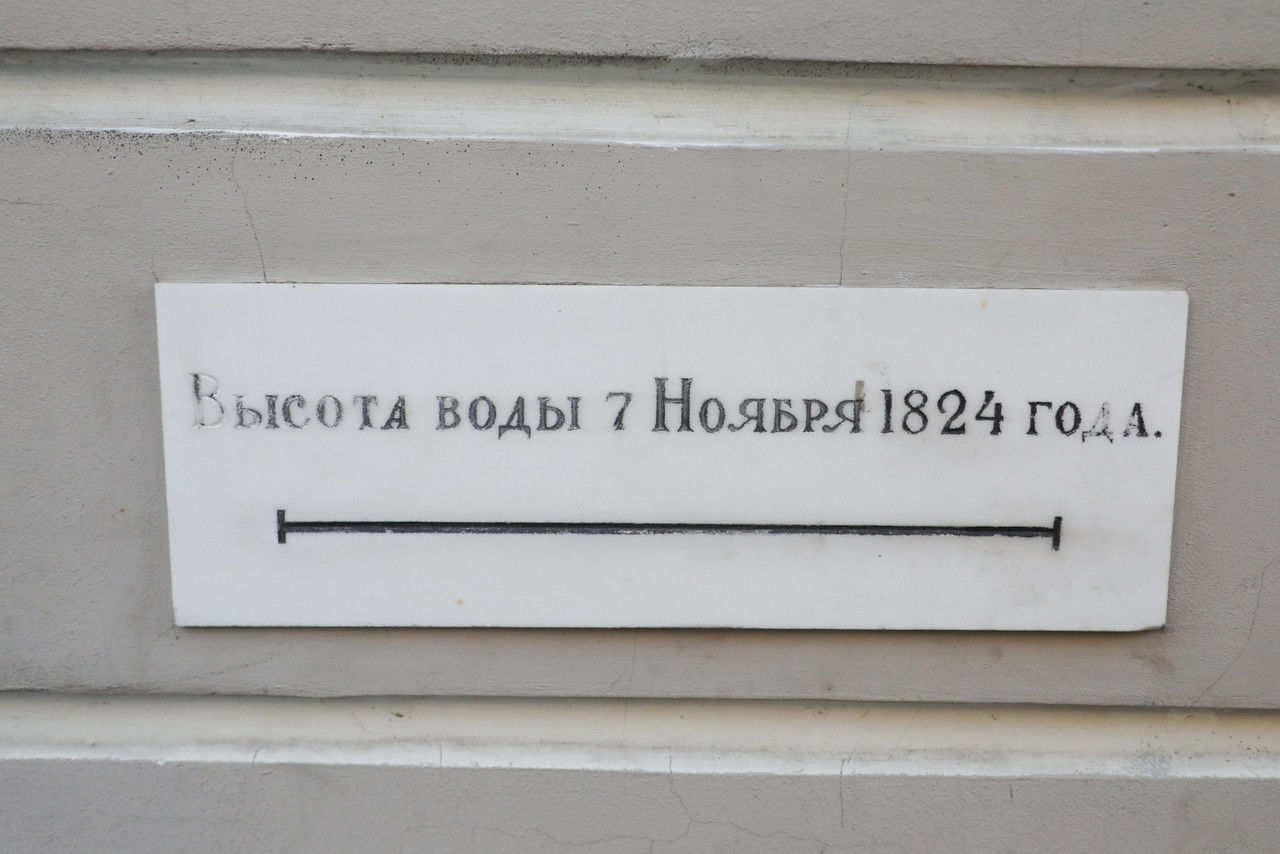 Высота воды 7 Ноября 1824 года.